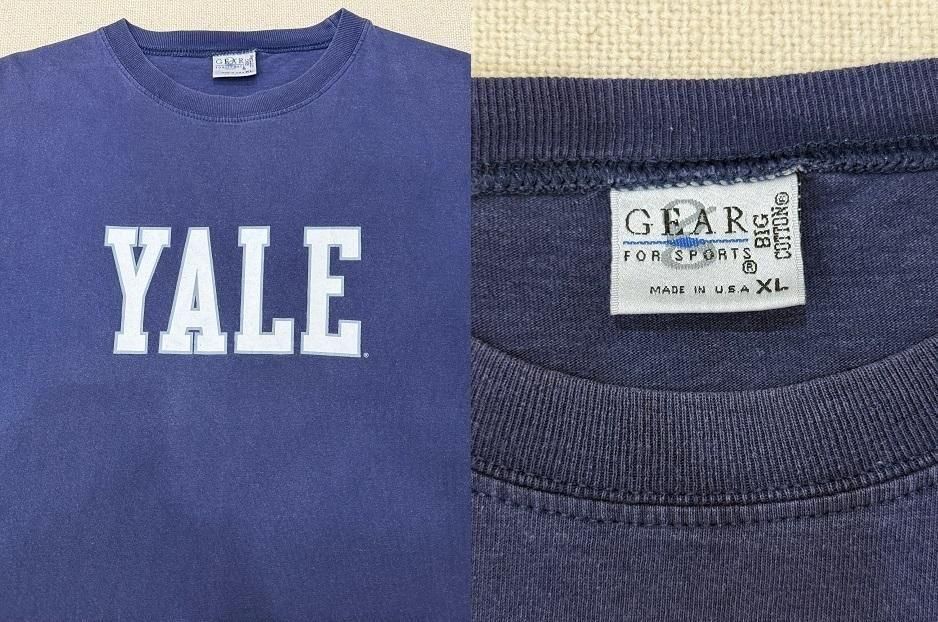 YALE
®
GEAR
FOR SPORTS®
MADE IN U.S.A XL
BIG
COTTON®